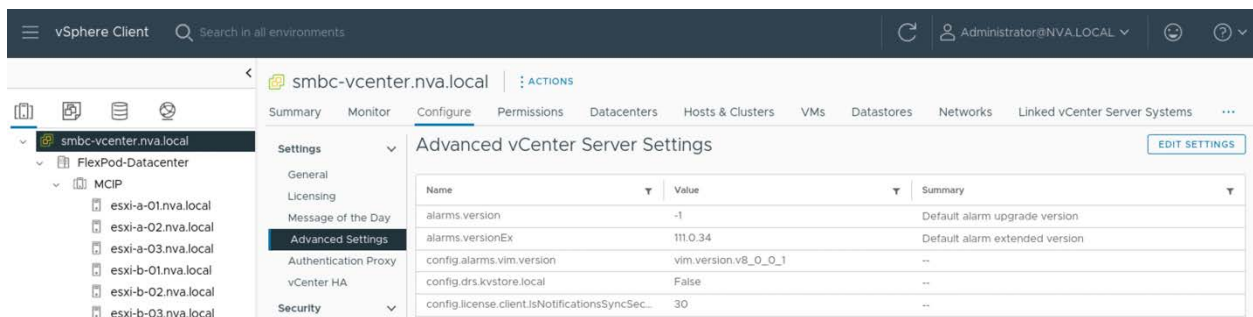 vSphere Client
Search in all environments
Administrator@NVA.LOCAL
smbc-vcenter.nva.local
ACTIONS
Summary Monitor Configure Permissions Datacenters Hosts & Clusters VMs Datastores Networks Linked vCenter Server Systems ...
smbc-vcenter.nva.local
FlexPod-Datacenter
MCIP
esxi-a-01.nva.local
esxi-a-02.nva.local
esxi-a-03.nva.local
esxi-b-01.nva.local
esxi-b-02.nva.local
esxi-b-03.nva.local
Settings
General
Licensing
Message of the Day
Advanced Settings
Authentication Proxy
vCenter HA
Security
Advanced vCenter Server Settings
EDIT SETTINGS
Name Value Summary
alarms.version -1 Default alarm upgrade version
alarms.versionEx 111.0.34 Default alarm extended version
config.alarms.vim.version vim.version.v8_0_0_1 --
config.drs.kvstore.local False --
config.license.client.IsNotificationsSyncSec... 30 --